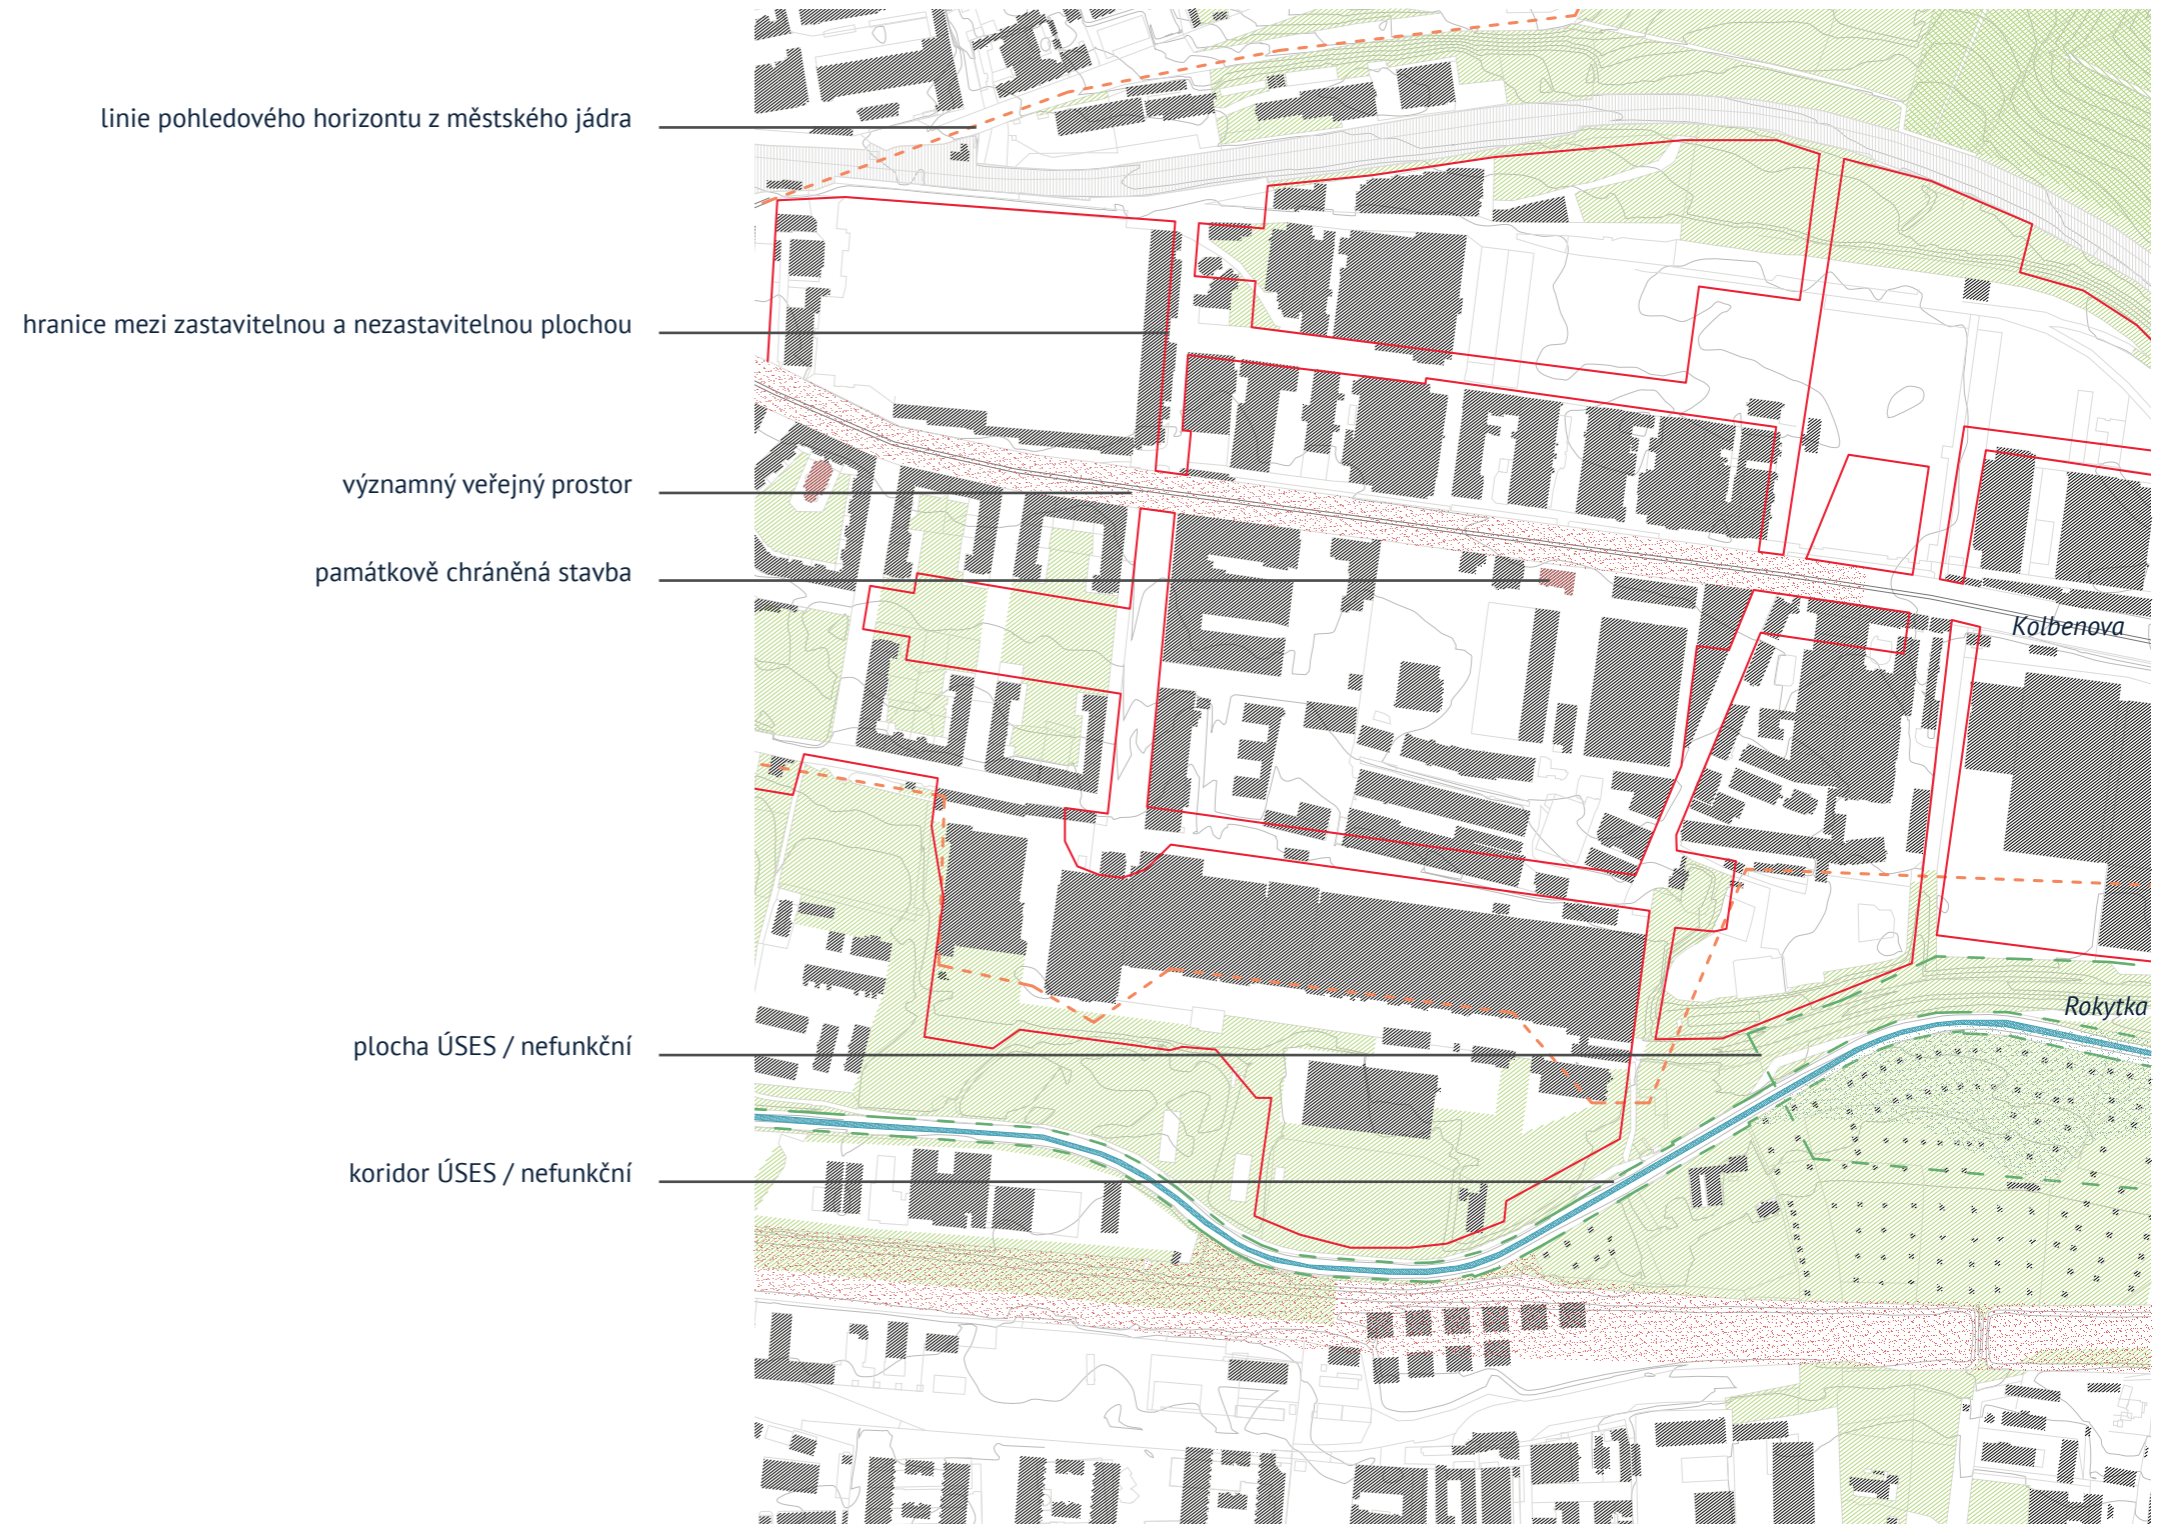 linie pohledového horizontu z městského jádra
hranice mezi zastavitelnou a nezastavitelnou plochou
významný veřejný prostor
památkově chráněná stavba
Kolbenova
Rokytka
plocha ÚSES / nefunkční
koridor ÚSES / nefunkční